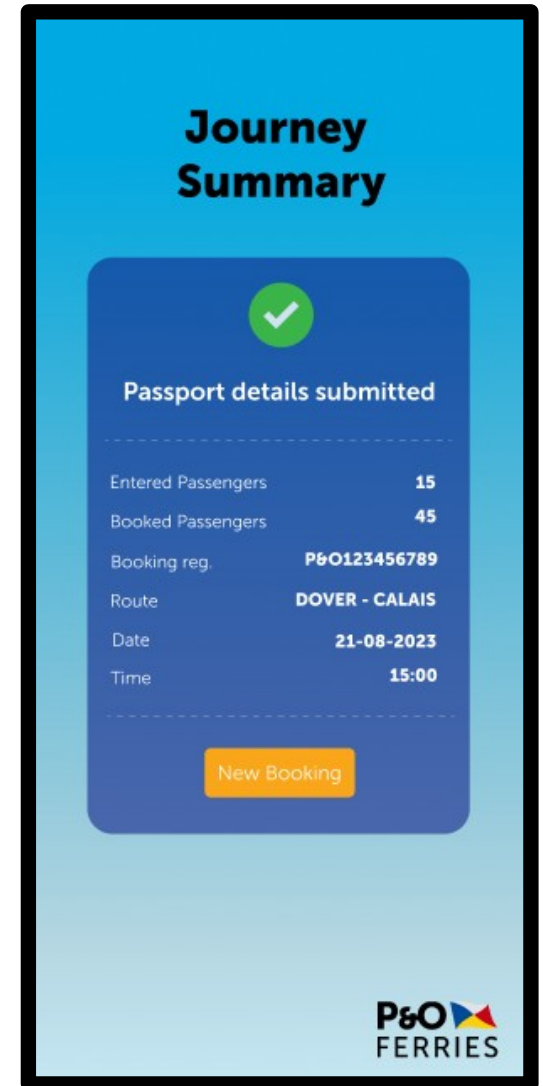 Journey
Summary
Passport details submitted
Entered Passengers 15
Booked Passengers 45
Booking reg. P&O123456789
Route DOVER - CALAIS
Date 21-08-2023
Time 15:00
New Booking
P&O
FERRIES